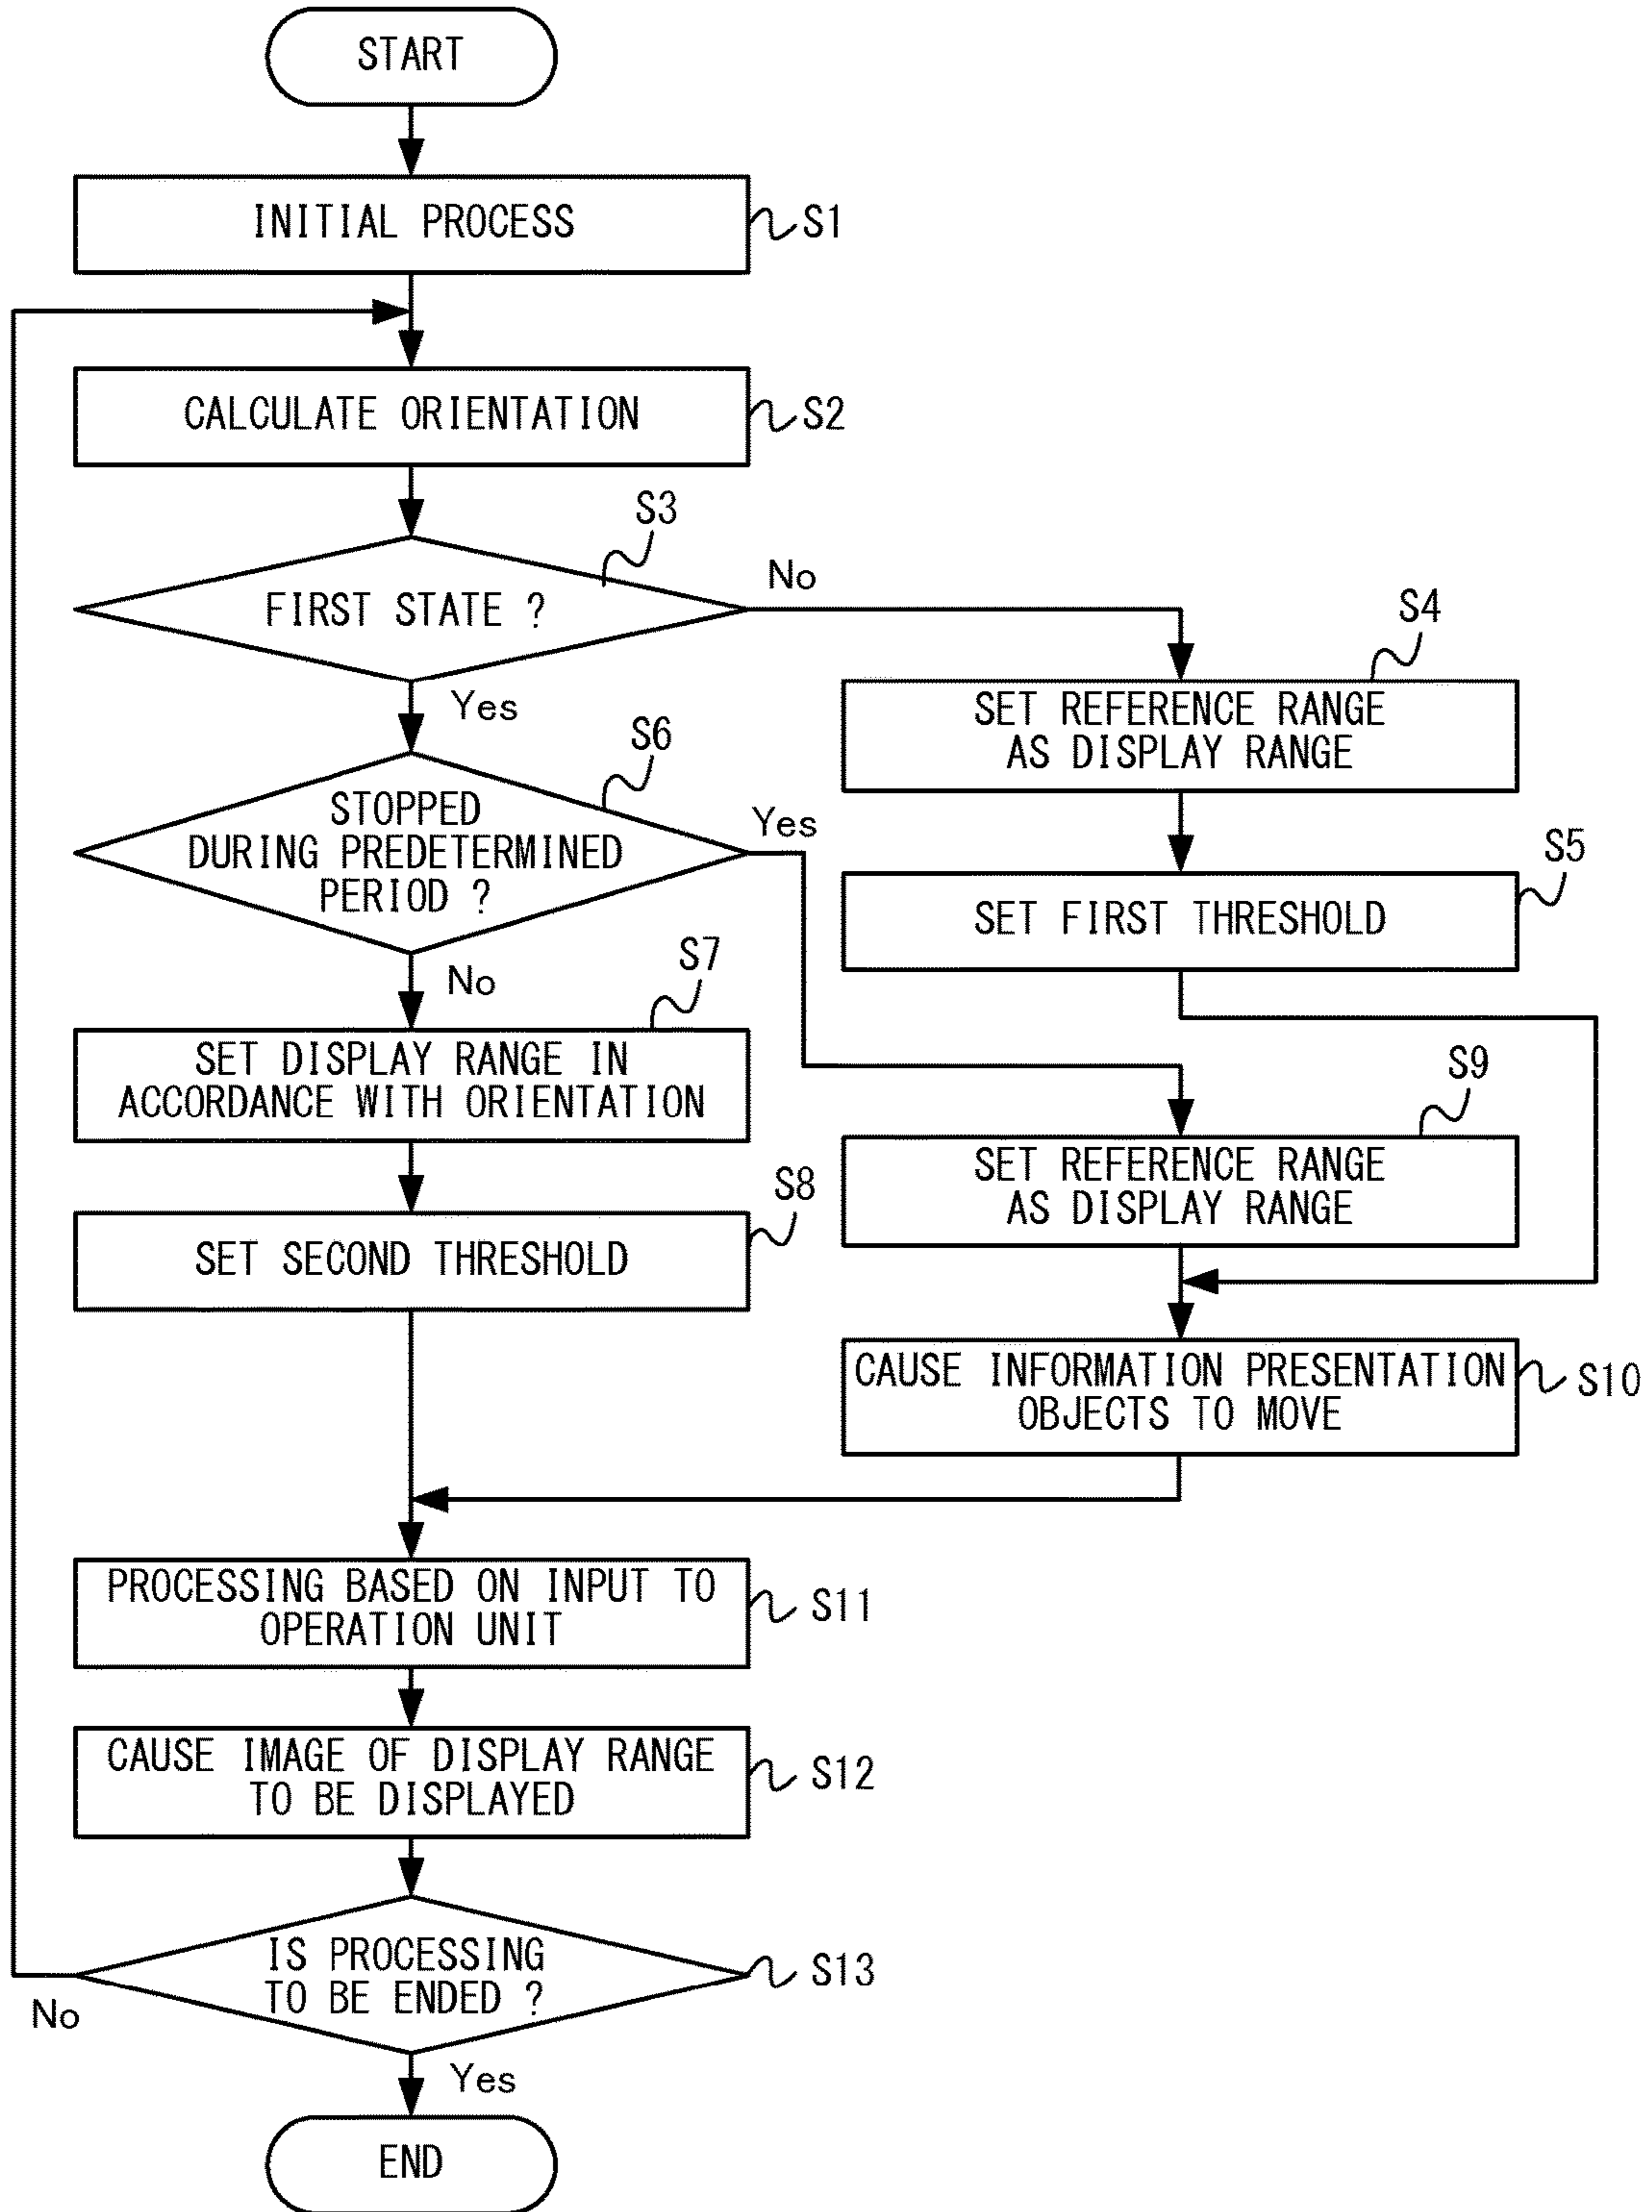 START
INITIAL PROCESS
S1
CALCULATE ORIENTATION
S2
S3
FIRST STATE ?
No
Yes
S4
SET REFERENCE RANGE
AS DISPLAY RANGE
S5
SET FIRST THRESHOLD
S6
STOPPED
DURING PREDETERMINED
PERIOD ?
Yes
No
S7
SET DISPLAY RANGE IN
ACCORDANCE WITH ORIENTATION
S8
SET SECOND THRESHOLD
S9
SET REFERENCE RANGE
AS DISPLAY RANGE
CAUSE INFORMATION PRESENTATION
OBJECTS TO MOVE
S10
PROCESSING BASED ON INPUT TO
OPERATION UNIT
S11
CAUSE IMAGE OF DISPLAY RANGE
TO BE DISPLAYED
S12
IS PROCESSING
TO BE ENDED ?
S13
No
Yes
END